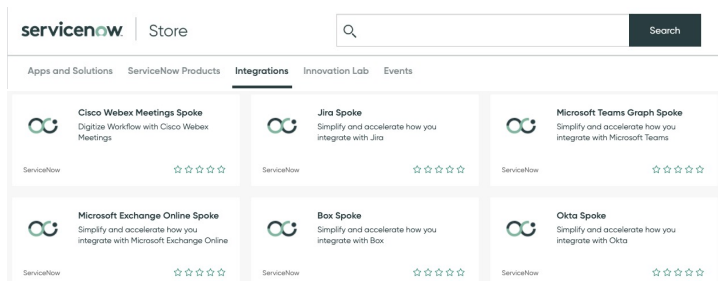 servicenow. Store
Search
Apps and Solutions ServiceNow Products Integrations Innovation Lab Events
Cisco Webex Meetings Spoke
Digitize Workflow with Cisco Webex
Meetings
ServiceNow
Jira Spoke
Simplify and accelerate how you
integrate with Jira
ServiceNow
Microsoft Teams Graph Spoke
Simplify and accelerate how you
integrate with Microsoft Teams
ServiceNow
Microsoft Exchange Online Spoke
Simplify and accelerate how you
integrate with Microsoft Exchange Online
ServiceNow
Box Spoke
Simplify and accelerate how you
integrate with Box
ServiceNow
Okta Spoke
Simplify and accelerate how you
integrate with Okta
ServiceNow